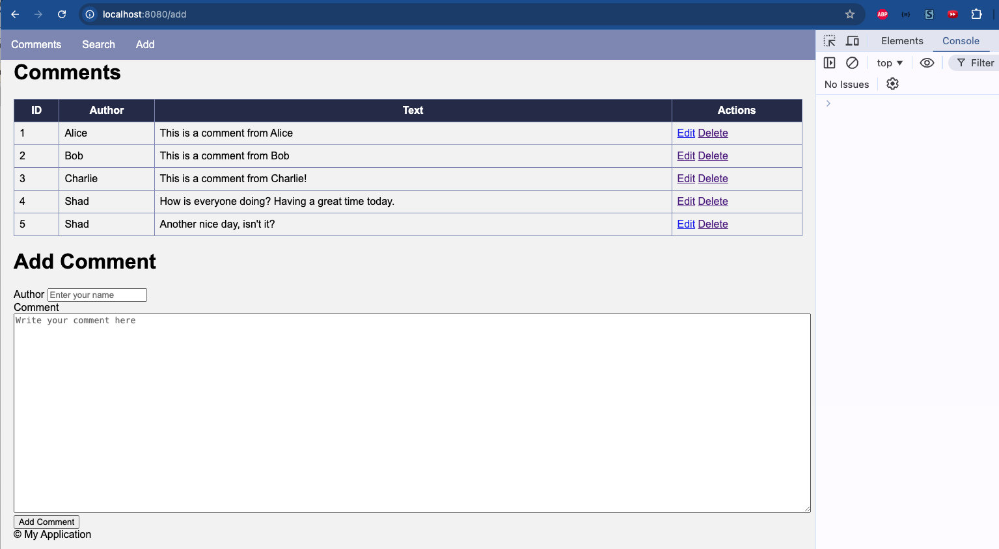 localhost:8080/add
ABP
Comments Search Add
Elements Console
top
Filter
No Issues
Comments
ID Author Text Actions
1 Alice This is a comment from Alice Edit Delete
2 Bob This is a comment from Bob Edit Delete
3 Charlie This is a comment from Charlie! Edit Delete
4 Shad How is everyone doing? Having a great time today. Edit Delete
5 Shad Another nice day, isn't it? Edit Delete
Add Comment
Author Enter your name
Comment
Write your comment here
Add Comment
© My Application